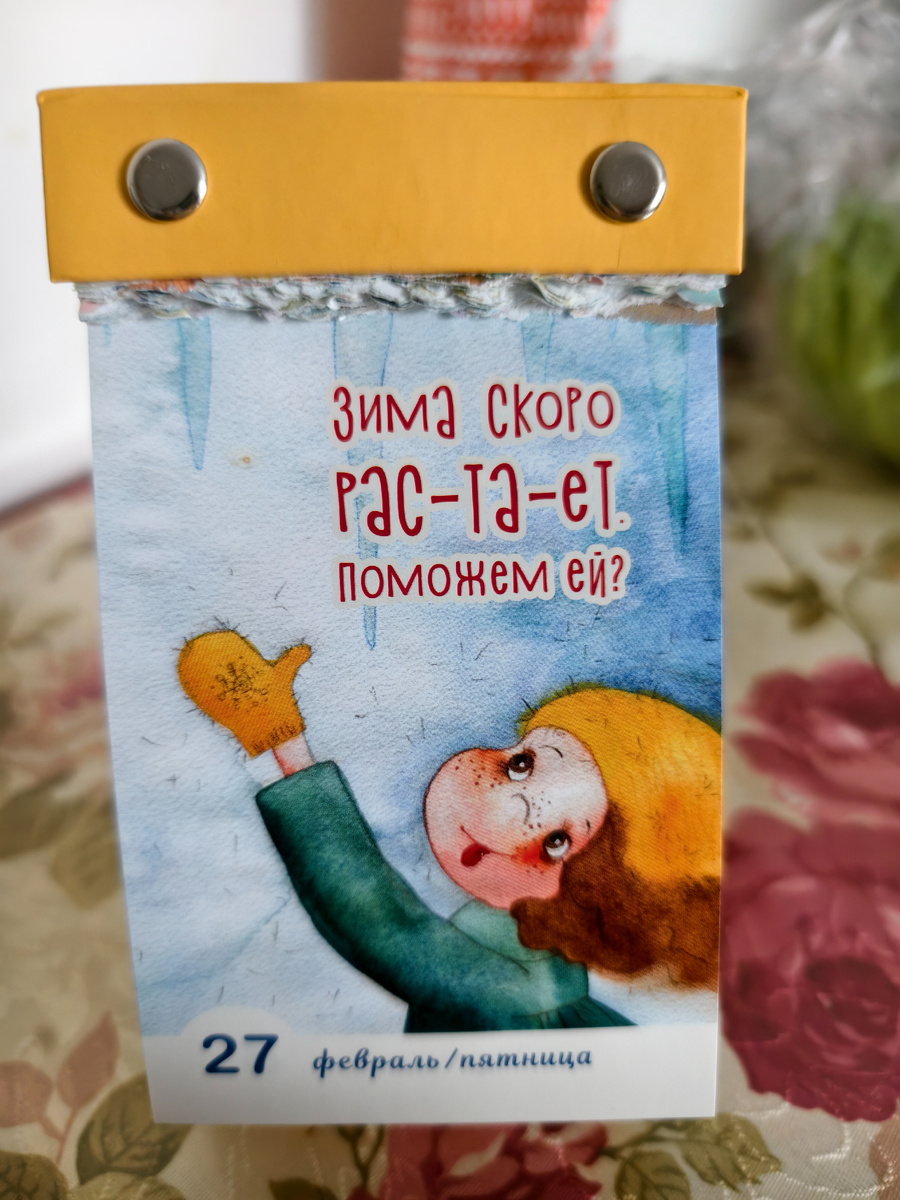 Зима скоро
рас-та-ет.
Поможем ей?
27 февраль/пятница